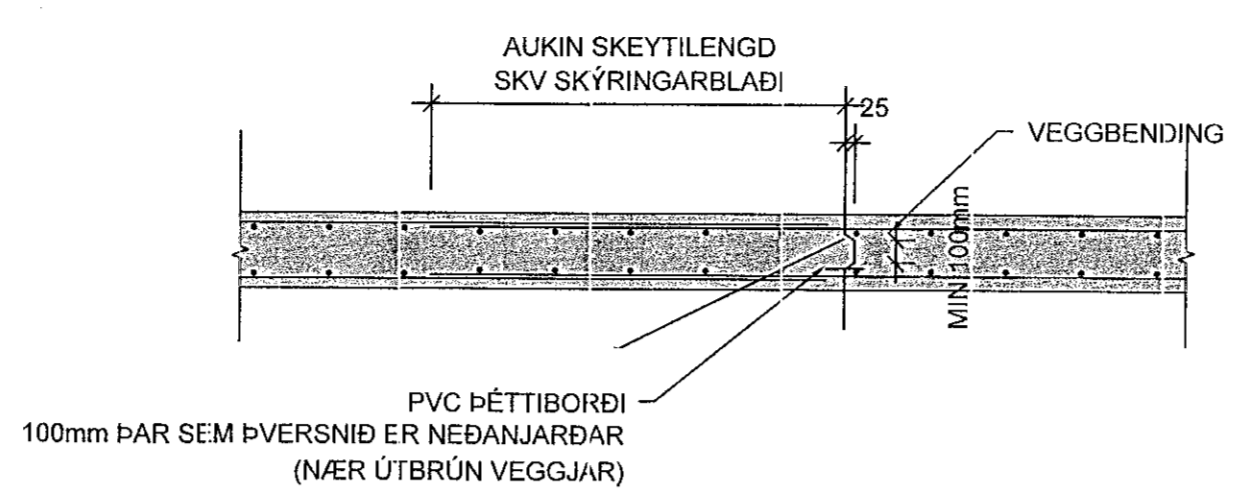 AUKIN SKEYTILENGD
SKV SKÝRINGARBLAÐI
25
VEGGBENDING
MIN 100mm
PVC ÞÉTTIBORÐI
100mm ÞAR SEM ÞVERSNIÐ ER NEÐANJARÐAR
(NÆR ÚTBRÚN VEGGJAR)